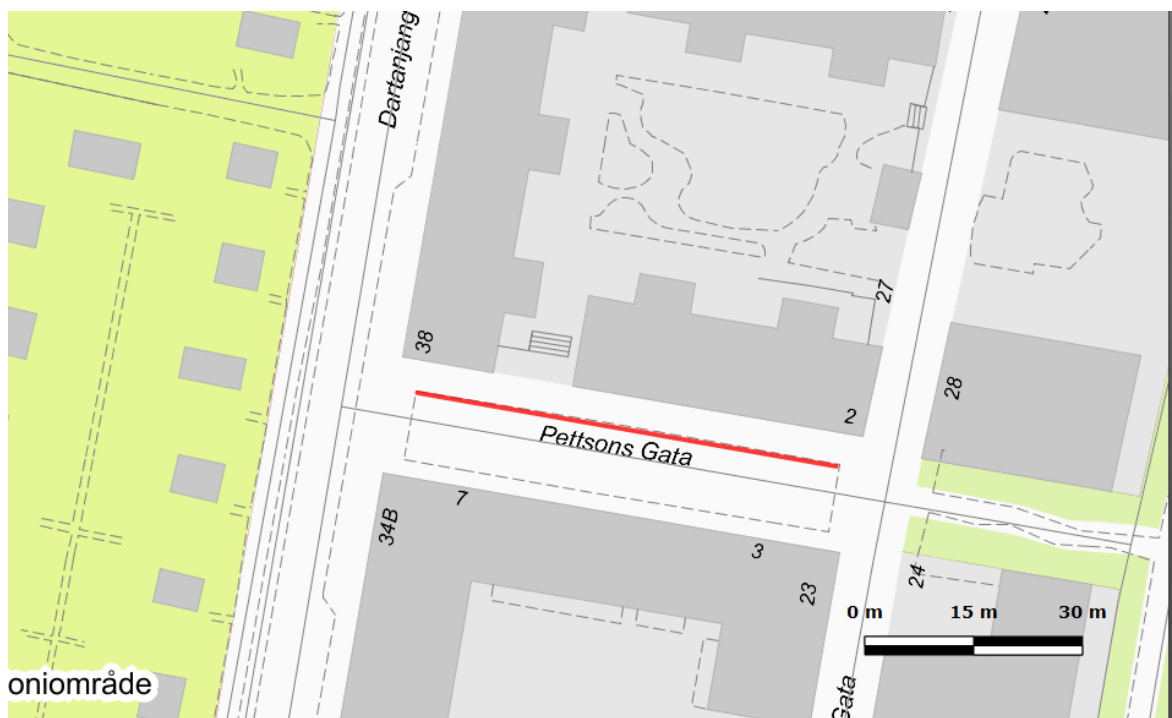 Dartanjang
38
27
28
2
Pettsons Gata
7
34B
3
23
24
0 m 15 m 30 m
oniområde
Gata